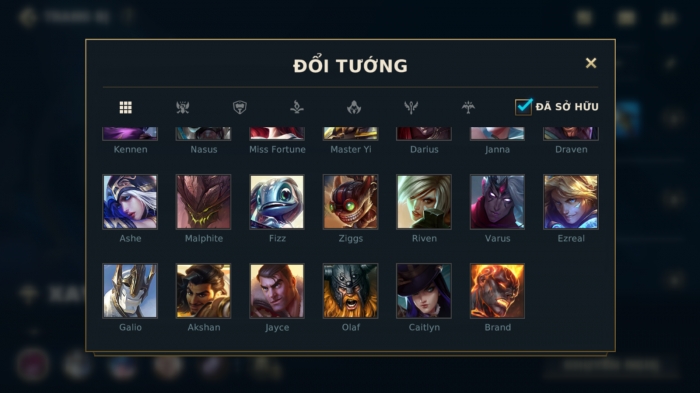 ĐỔI TƯỚNG
ĐÃ SỞ HỮU
Kennen Nasus Miss Fortune Master Yi Darius Janna Draven
Ashe Malphite Fizz Ziggs Riven Varus Ezreal
Galio Akshan Jayce Olaf Caitlyn Brand